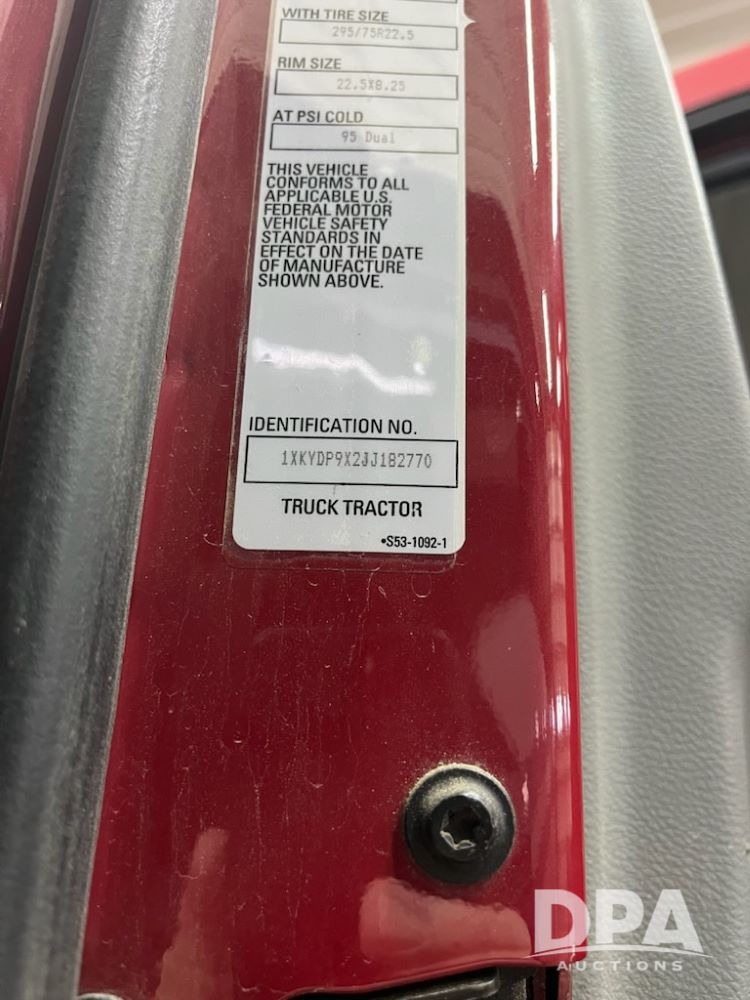 WITH TIRE SIZE
295/75R22.5
RIM SIZE
22.5X8.25
AT PSI COLD
95 Dual
THIS VEHICLE
CONFORMS TO ALL
APPLICABLE U.S.
FEDERAL MOTOR
VEHICLE SAFETY
STANDARDS IN
EFFECT ON THE DATE
OF MANUFACTURE
SHOWN ABOVE.
IDENTIFICATION NO.
1XKYDP9X2JJ182770
TRUCK TRACTOR
•S53-1092-1
DPA
AUCTIONS